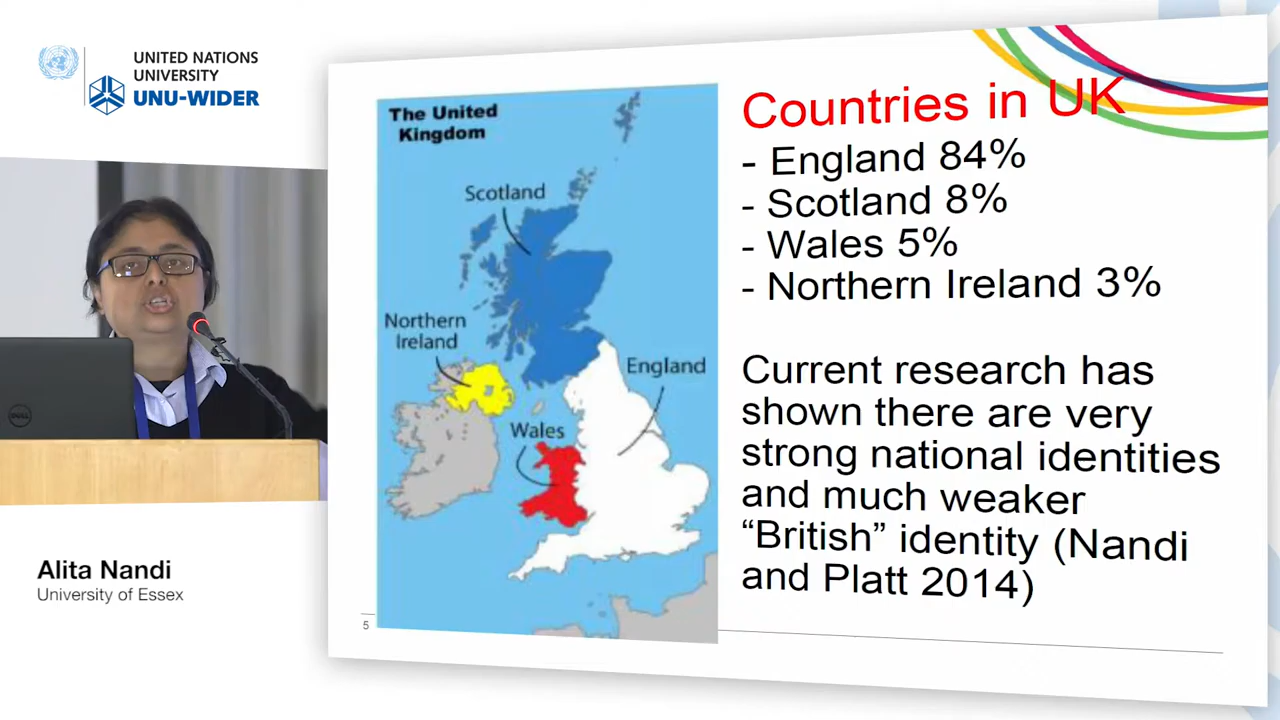 UNITED NATIONS
UNIVERSITY
UNU-WIDER
The United
Kingdom
Scotland
Northern
Ireland
England
Wales
Countries in UK
- England 84%
- Scotland 8%
- Wales 5%
- Northern Ireland 3%
Current research has
shown there are very
strong national identities
and much weaker
“British” identity (Nandi
and Platt 2014)
5
DELL
Alita Nandi
University of Essex